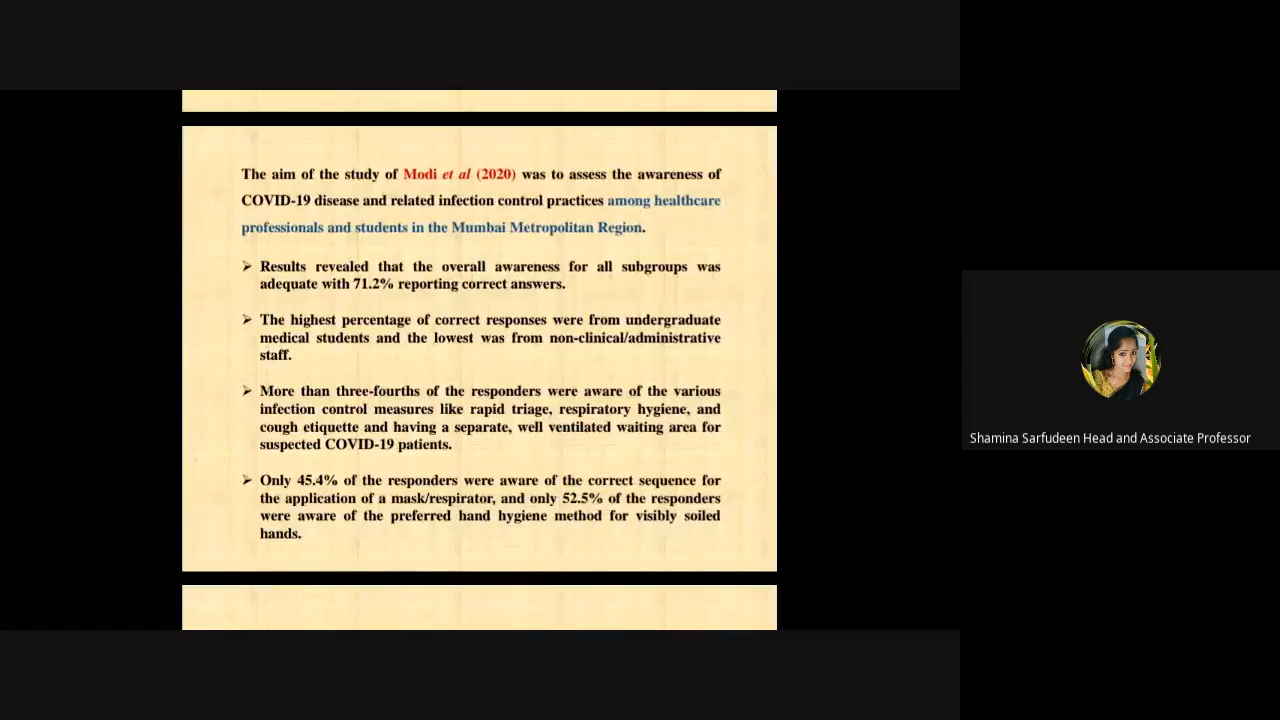 The aim of the study of Modi et al (2020) was to assess the awareness of
COVID-19 disease and related infection control practices among healthcare
professionals and students in the Mumbai Metropolitan Region.
➢ Results revealed that the overall awareness for all subgroups was
adequate with 71.2% reporting correct answers.
➢ The highest percentage of correct responses were from undergraduate
medical students and the lowest was from non-clinical/administrative
staff.
➢ More than three-fourths of the responders were aware of the various
infection control measures like rapid triage, respiratory hygiene, and
cough etiquette and having a separate, well ventilated waiting area for
suspected COVID-19 patients.
➢ Only 45.4% of the responders were aware of the correct sequence for
the application of a mask/respirator, and only 52.5% of the responders
were aware of the preferred hand hygiene method for visibly soiled
hands.
Shamina Sarfudeen Head and Associate Professor